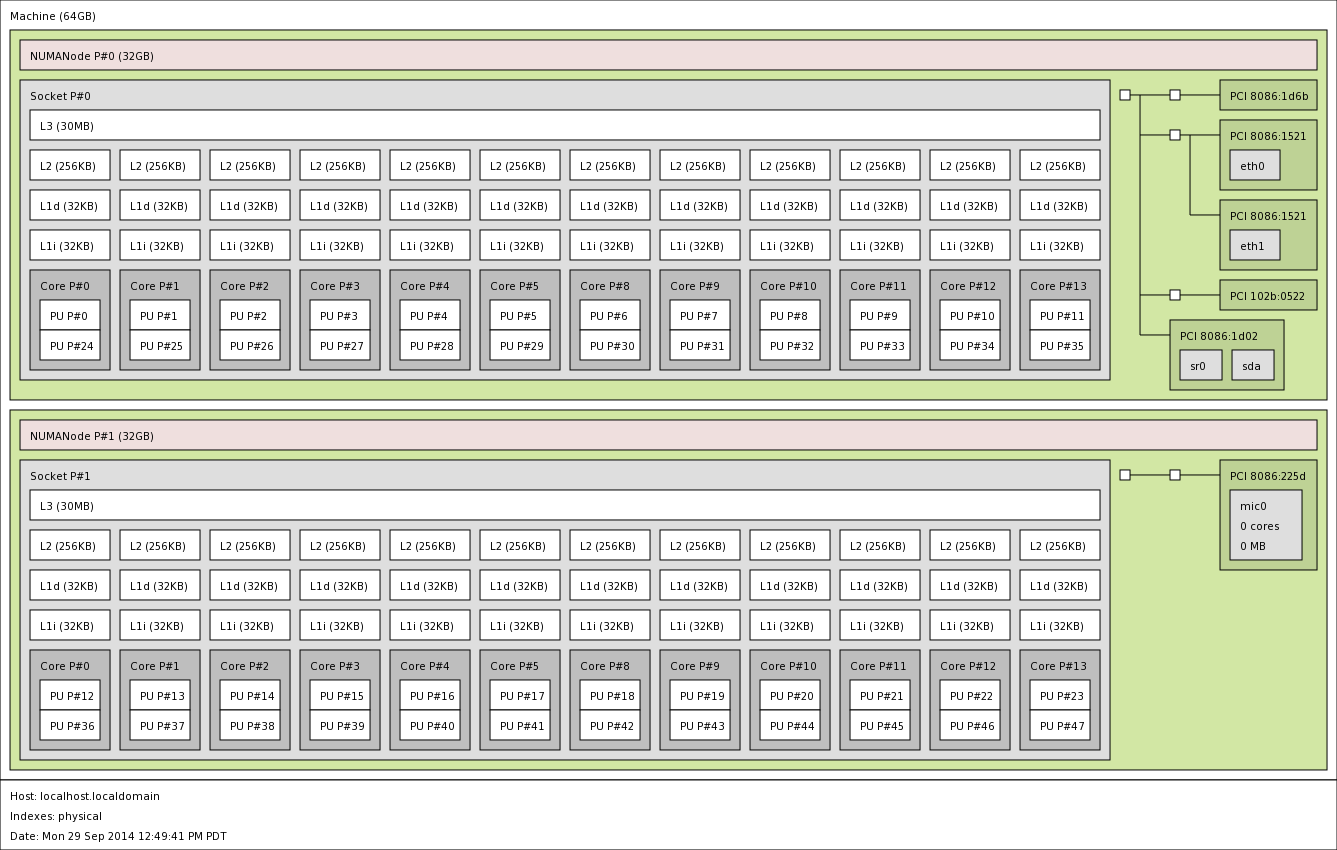 Machine (64GB)
NUMANode P#0 (32GB)
Socket P#0
L3 (30MB)
L2 (256KB) L2 (256KB) L2 (256KB) L2 (256KB) L2 (256KB) L2 (256KB) L2 (256KB) L2 (256KB) L2 (256KB) L2 (256KB) L2 (256KB) L2 (256KB)
L1d (32KB) L1d (32KB) L1d (32KB) L1d (32KB) L1d (32KB) L1d (32KB) L1d (32KB) L1d (32KB) L1d (32KB) L1d (32KB) L1d (32KB) L1d (32KB)
L1i (32KB) L1i (32KB) L1i (32KB) L1i (32KB) L1i (32KB) L1i (32KB) L1i (32KB) L1i (32KB) L1i (32KB) L1i (32KB) L1i (32KB) L1i (32KB)
Core P#0 Core P#1 Core P#2 Core P#3 Core P#4 Core P#5 Core P#8 Core P#9 Core P#10 Core P#11 Core P#12 Core P#13
PU P#0 PU P#1 PU P#2 PU P#3 PU P#4 PU P#5 PU P#6 PU P#7 PU P#8 PU P#9 PU P#10 PU P#11
PU P#24 PU P#25 PU P#26 PU P#27 PU P#28 PU P#29 PU P#30 PU P#31 PU P#32 PU P#33 PU P#34 PU P#35
PCI 8086:1d6b
PCI 8086:1521
eth0
PCI 8086:1521
eth1
PCI 102b:0522
PCI 8086:1d02
sr0 sda
NUMANode P#1 (32GB)
Socket P#1
L3 (30MB)
L2 (256KB) L2 (256KB) L2 (256KB) L2 (256KB) L2 (256KB) L2 (256KB) L2 (256KB) L2 (256KB) L2 (256KB) L2 (256KB) L2 (256KB) L2 (256KB)
L1d (32KB) L1d (32KB) L1d (32KB) L1d (32KB) L1d (32KB) L1d (32KB) L1d (32KB) L1d (32KB) L1d (32KB) L1d (32KB) L1d (32KB) L1d (32KB)
L1i (32KB) L1i (32KB) L1i (32KB) L1i (32KB) L1i (32KB) L1i (32KB) L1i (32KB) L1i (32KB) L1i (32KB) L1i (32KB) L1i (32KB) L1i (32KB)
Core P#0 Core P#1 Core P#2 Core P#3 Core P#4 Core P#5 Core P#8 Core P#9 Core P#10 Core P#11 Core P#12 Core P#13
PU P#12 PU P#13 PU P#14 PU P#15 PU P#16 PU P#17 PU P#18 PU P#19 PU P#20 PU P#21 PU P#22 PU P#23
PU P#36 PU P#37 PU P#38 PU P#39 PU P#40 PU P#41 PU P#42 PU P#43 PU P#44 PU P#45 PU P#46 PU P#47
PCI 8086:225d
mic0
0 cores
0 MB
Host: localhost.localdomain
Indexes: physical
Date: Mon 29 Sep 2014 12:49:41 PM PDT